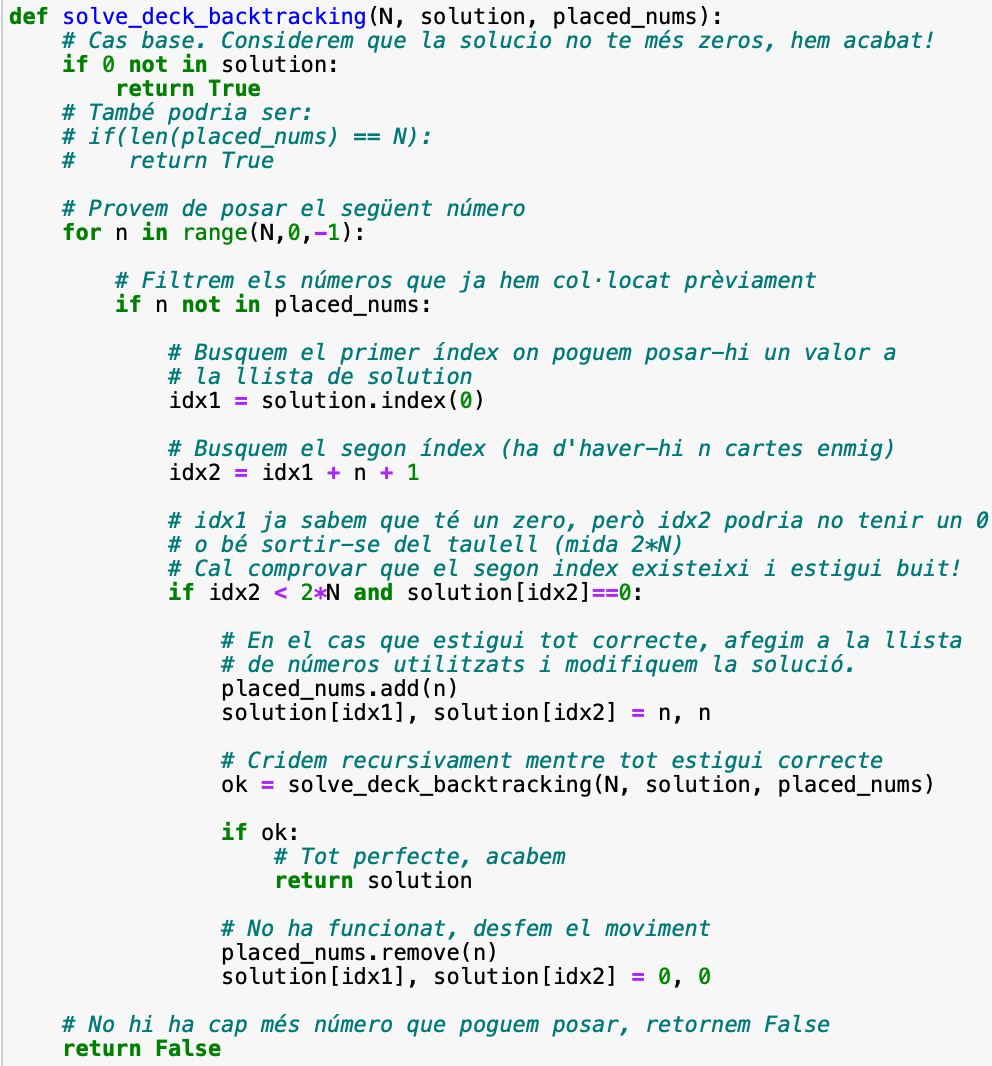 def solve_deck_backtracking(N, solution, placed_nums):
    # Cas base. Considerem que la solucio no te més zeros, hem acabat!
    if 0 not in solution:
        return True
    # També podria ser:
    # if(len(placed_nums) == N):
    #    return True

    # Provem de posar el següent número
    for n in range(N,0,-1):

        # Filtrem els números que ja hem col·locat prèviament
        if n not in placed_nums:

            # Busquem el primer índex on poguem posar-hi un valor a
            # la llista de solution
            idx1 = solution.index(0)

            # Busquem el segon índex (ha d'haver-hi n cartes enmig)
            idx2 = idx1 + n + 1

            # idx1 ja sabem que té un zero, però idx2 podria no tenir un 0
            # o bé sortir-se del taulell (mida 2*N)
            # Cal comprovar que el segon index existeixi i estigui buit!
            if idx2 < 2*N and solution[idx2]==0:

                # En el cas que estigui tot correcte, afegim a la llista
                # de números utilitzats i modifiquem la solució.
                placed_nums.add(n)
                solution[idx1], solution[idx2] = n, n

                # Cridem recursivament mentre tot estigui correcte
                ok = solve_deck_backtracking(N, solution, placed_nums)

                if ok:
                    # Tot perfecte, acabem
                    return solution

                # No ha funcionat, desfem el moviment
                placed_nums.remove(n)
                solution[idx1], solution[idx2] = 0, 0

    # No hi ha cap més número que poguem posar, retornem False
    return False